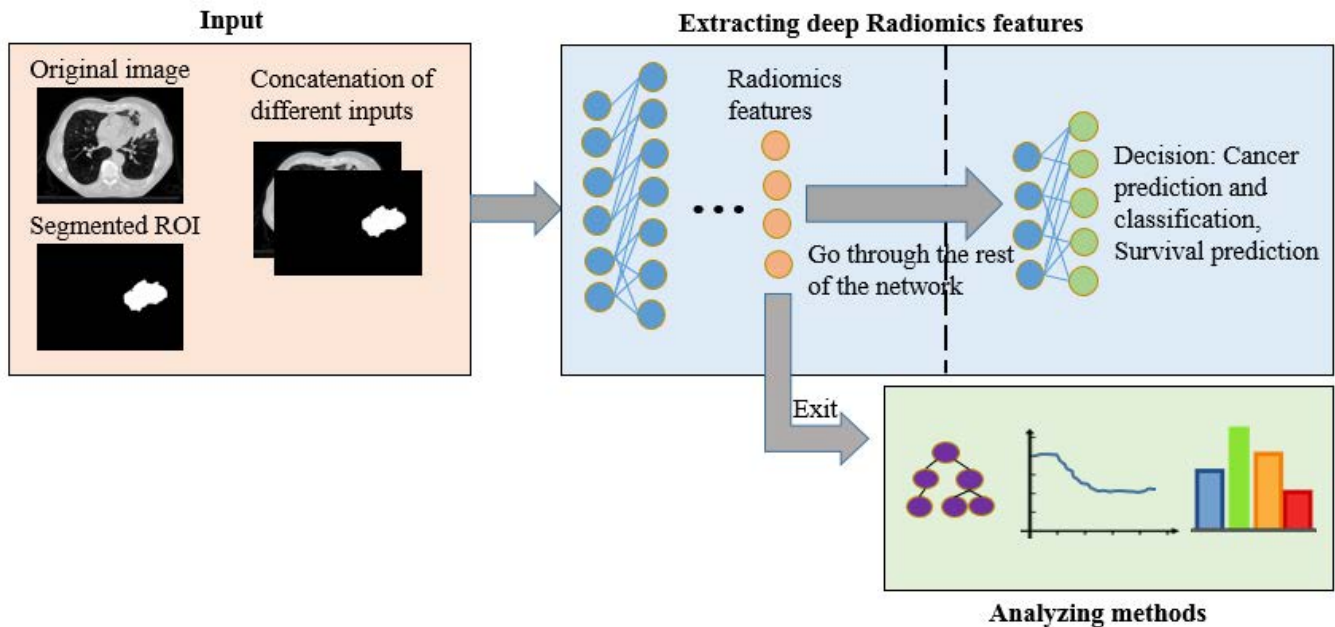 Input
Original image
Concatenation of
different inputs
Segmented ROI
Extracting deep Radiomics features
Radiomics
features
Go through the rest
of the network
Decision: Cancer
prediction and
classification,
Survival prediction
Exit
Analyzing methods